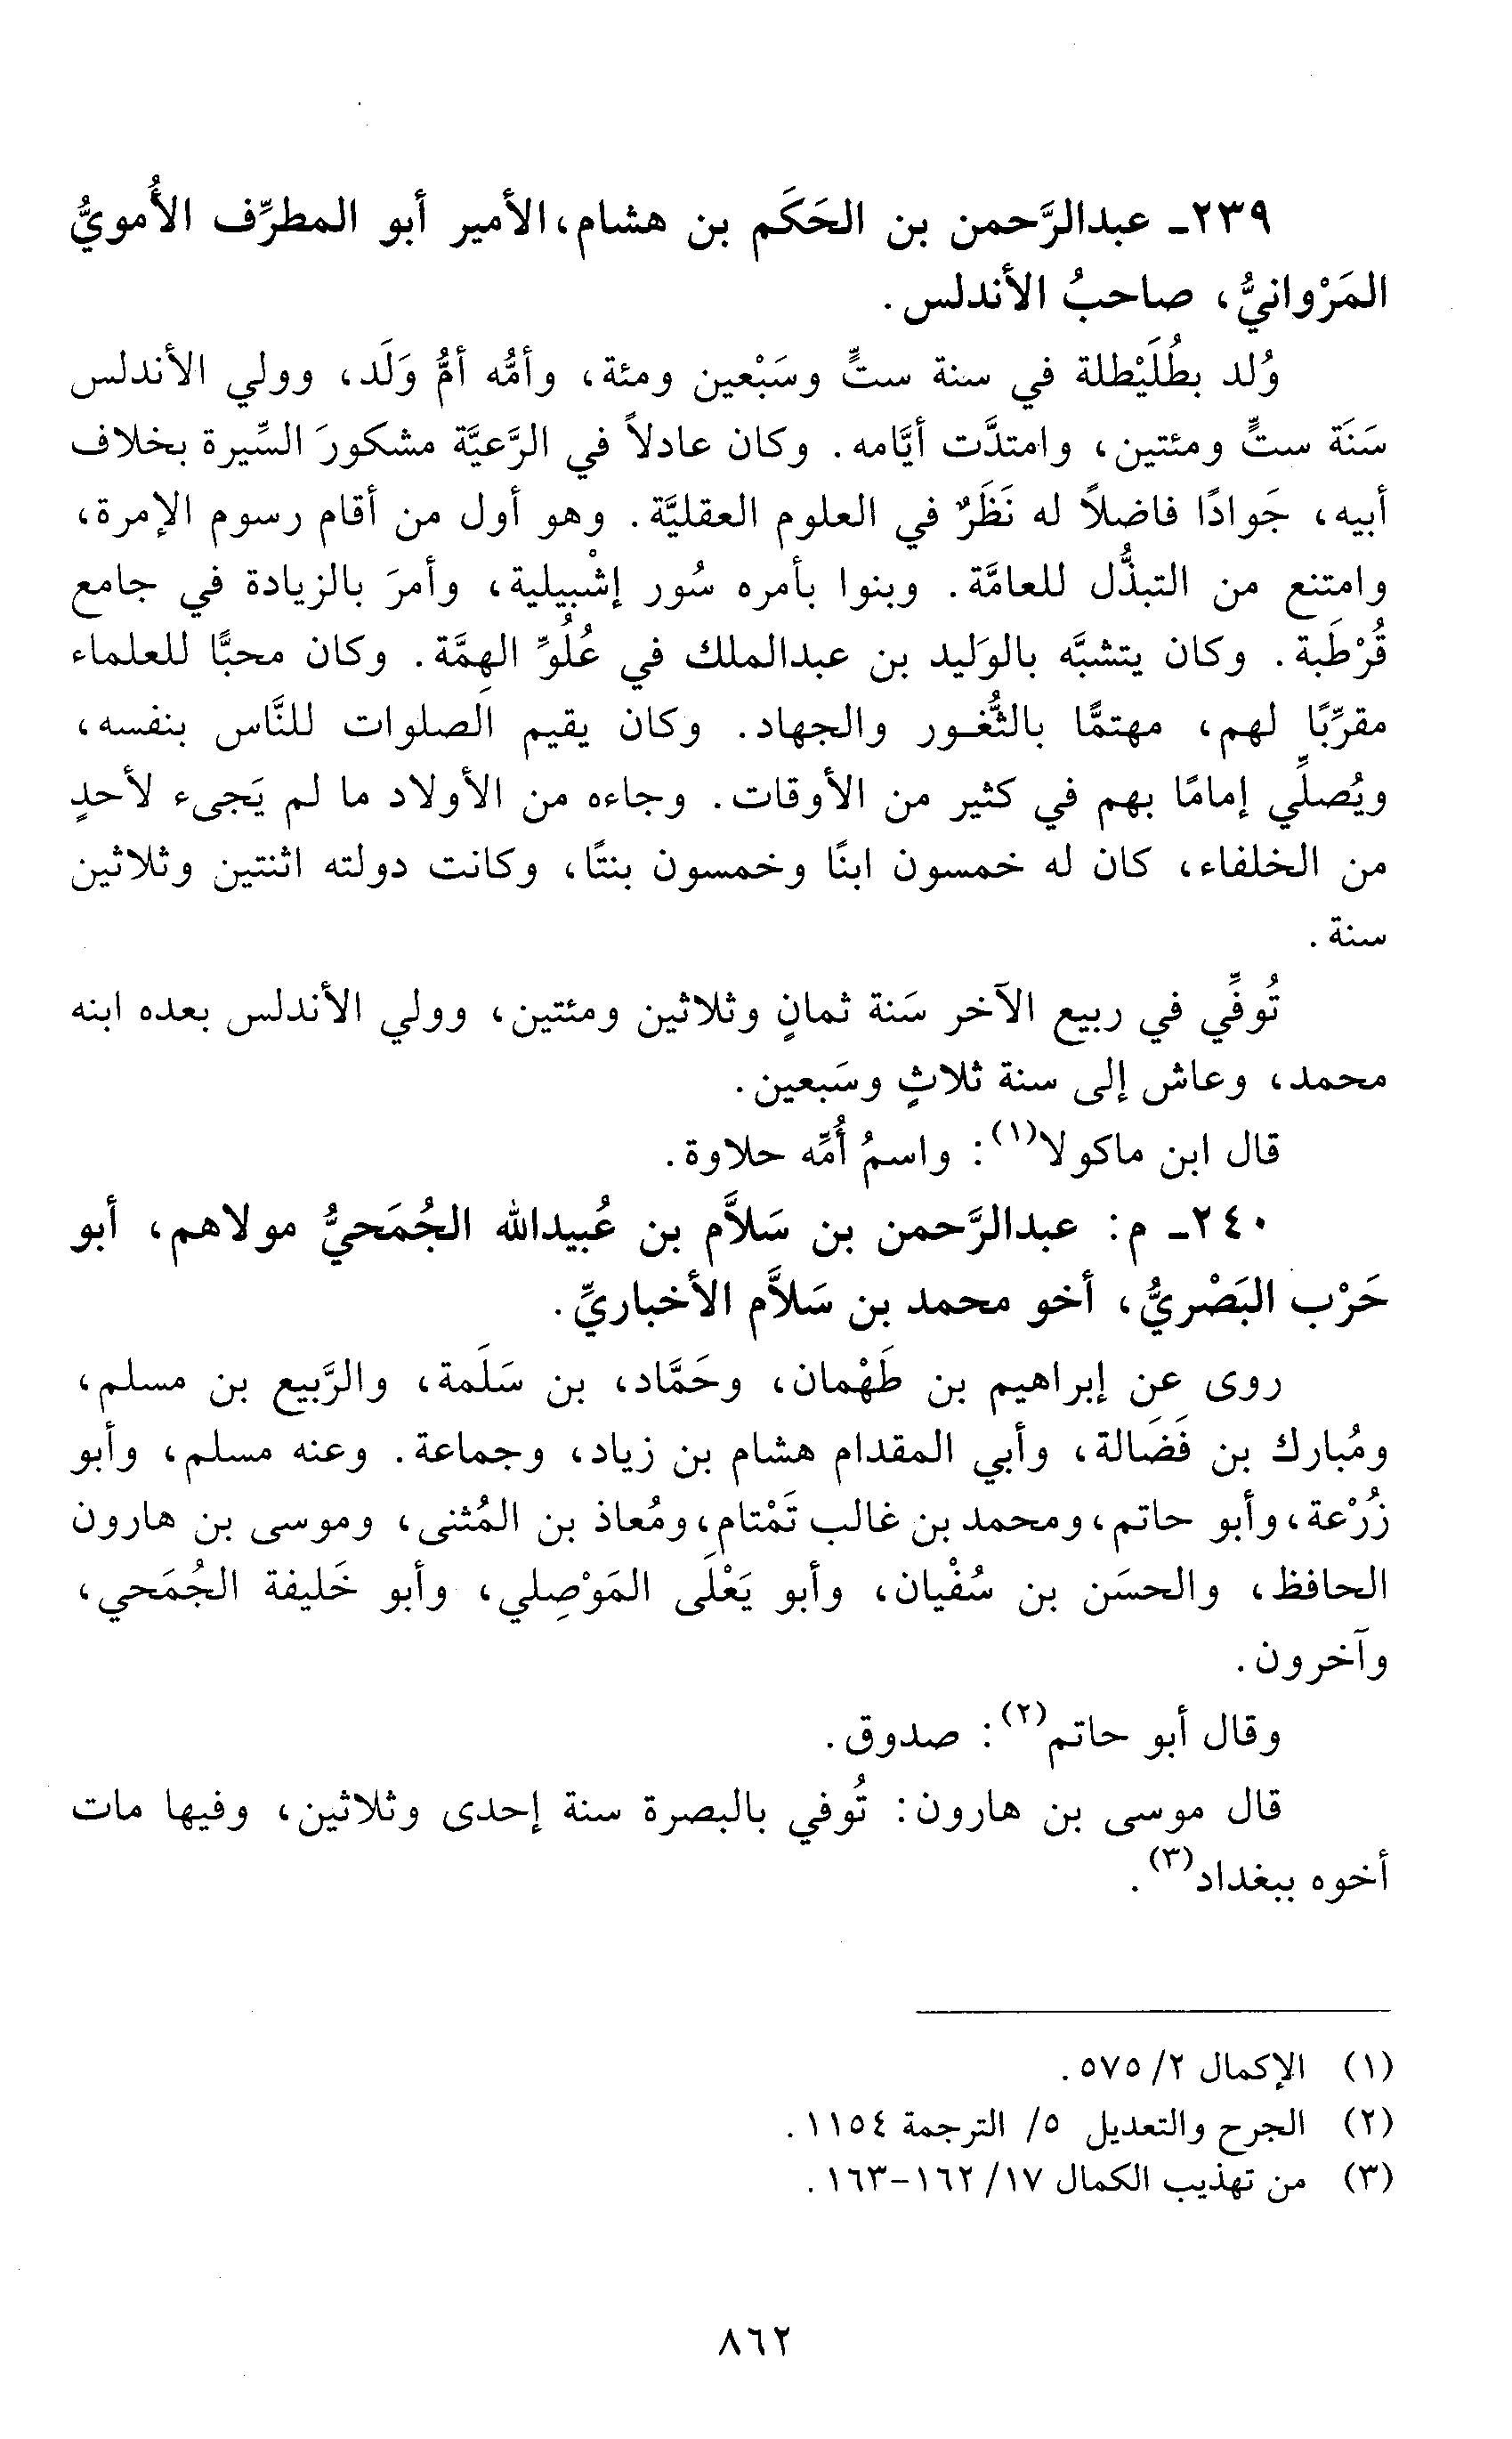 ٢٣٩ـ عبدالرَّحمن بن الحَكَم بن هشام، الأمير أبو المطرِّف الأُمويُّ
المَرْوانيُّ، صاحبُ الأندلس.
وُلد بطُلَيْطلة في سنة ستٍّ وسَبْعين ومئة، وأمُّه أمُّ وَلَد، وولي الأندلس
سَنَة ستٍّ ومئتين، وامتدَّت أيَّامه. وكان عادلاً في الرَّعيَّة مشكورَ السِّيرة بخلاف
أبيه، جَوادًا فاضلاً له نَظَرٌ في العلوم العقليَّة. وهو أول من أقام رسوم الإمرة،
وامتنع من التبذُّل للعامَّة. وبنوا بأمره سُور إشْبيلية، وأمرَ بالزيادة في جامع
قُرْطَبة. وكان يتشبَّه بالوَليد بن عبدالملك في عُلُوِّ الهِمَّة. وكان محبًّا للعلماء
مقرِّبًا لهم، مهتمًّا بالثُّغور والجهاد. وكان يقيم الصَلوات للنَّاس بنفسه،
ويُصلِّي إمامًا بهم في كثير من الأوقات. وجاءه من الأولاد ما لم يَجىء لأحدٍ
من الخلفاء، كان له خمسون ابنًا وخمسون بنتًا، وكانت دولته اثنتين وثلاثين
سنة.
تُوفِّي في ربيع الآخر سَنة ثمانٍ وثلاثين ومئتين، وولي الأندلس بعده ابنه
محمد، وعاش إلى سنة ثلاثٍ وسَبعين.
قال ابن ماكولا(١): واسمُ أُمِّه حلاوة.
٢٤٠ـ م: عبدالرَّحمن بن سَلاَّم بن عُبيدالله الجُمَحيُّ مولاهم، أبو
حَرْب البَصْريُّ، أخو محمد بن سَلاَّم الأخباريِّ.
روى عن إبراهيم بن طَهْمان، وحَمَّاد، بن سَلَمة، والرَّبيع بن مسلم،
ومُبارك بن فَضَالة، وأبي المقدام هشام بن زياد، وجماعة. وعنه مسلم، وأبو
زُرْعة، وأبو حاتم، ومحمد بن غالب تَمْتام، ومُعاذ بن المُثنى، وموسى بن هارون
الحافظ، والحسَن بن سُفْيان، وأبو يَعْلَى المَوْصِلي، وأبو خَليفة الجُمَحي،
وآخرون.
وقال أبو حاتم(٢): صدوق.
قال موسى بن هارون: تُوفي بالبصرة سنة إحدى وثلاثين، وفيها مات
أخوه ببغداد(٣).
(١) الإكمال ٢/ ٥٧٥.
(٢) الجرح والتعديل ٥/ الترجمة ١١٥٤.
(٣) من تهذيب الكمال ١٧/ ١٦٢-١٦٣.
٨٦٢